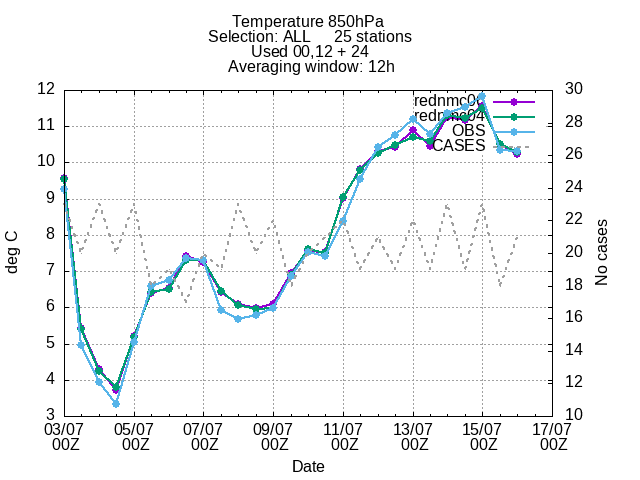 Temperature 850hPa
Selection: ALL 25 stations
Used 00,12 + 24
Averaging window: 12h
12
11
10
9
8
7
6
5
4
3
deg C
30
28
26
24
22
20
18
16
14
12
10
No cases
rednmc04
OBS
CASES
03/07 05/07 07/07 09/07 11/07 13/07 15/07 17/07
00Z 00Z 00Z 00Z 00Z 00Z 00Z 00Z
Date